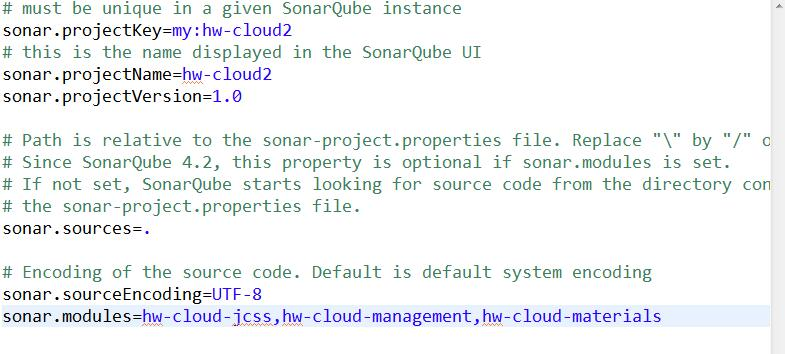 # must be unique in a given SonarQube instance
sonar.projectKey=my:hw-cloud2
# this is the name displayed in the SonarQube UI
sonar.projectName=hw-cloud2
sonar.projectVersion=1.0
# Path is relative to the sonar-project.properties file. Replace "\" by "/" o
# Since SonarQube 4.2, this property is optional if sonar.modules is set.
# If not set, SonarQube starts looking for source code from the directory con
# the sonar-project.properties file.
sonar.sources=.
# Encoding of the source code. Default is default system encoding
sonar.sourceEncoding=UTF-8
sonar.modules=hw-cloud-jcss,hw-cloud-management,hw-cloud-materials